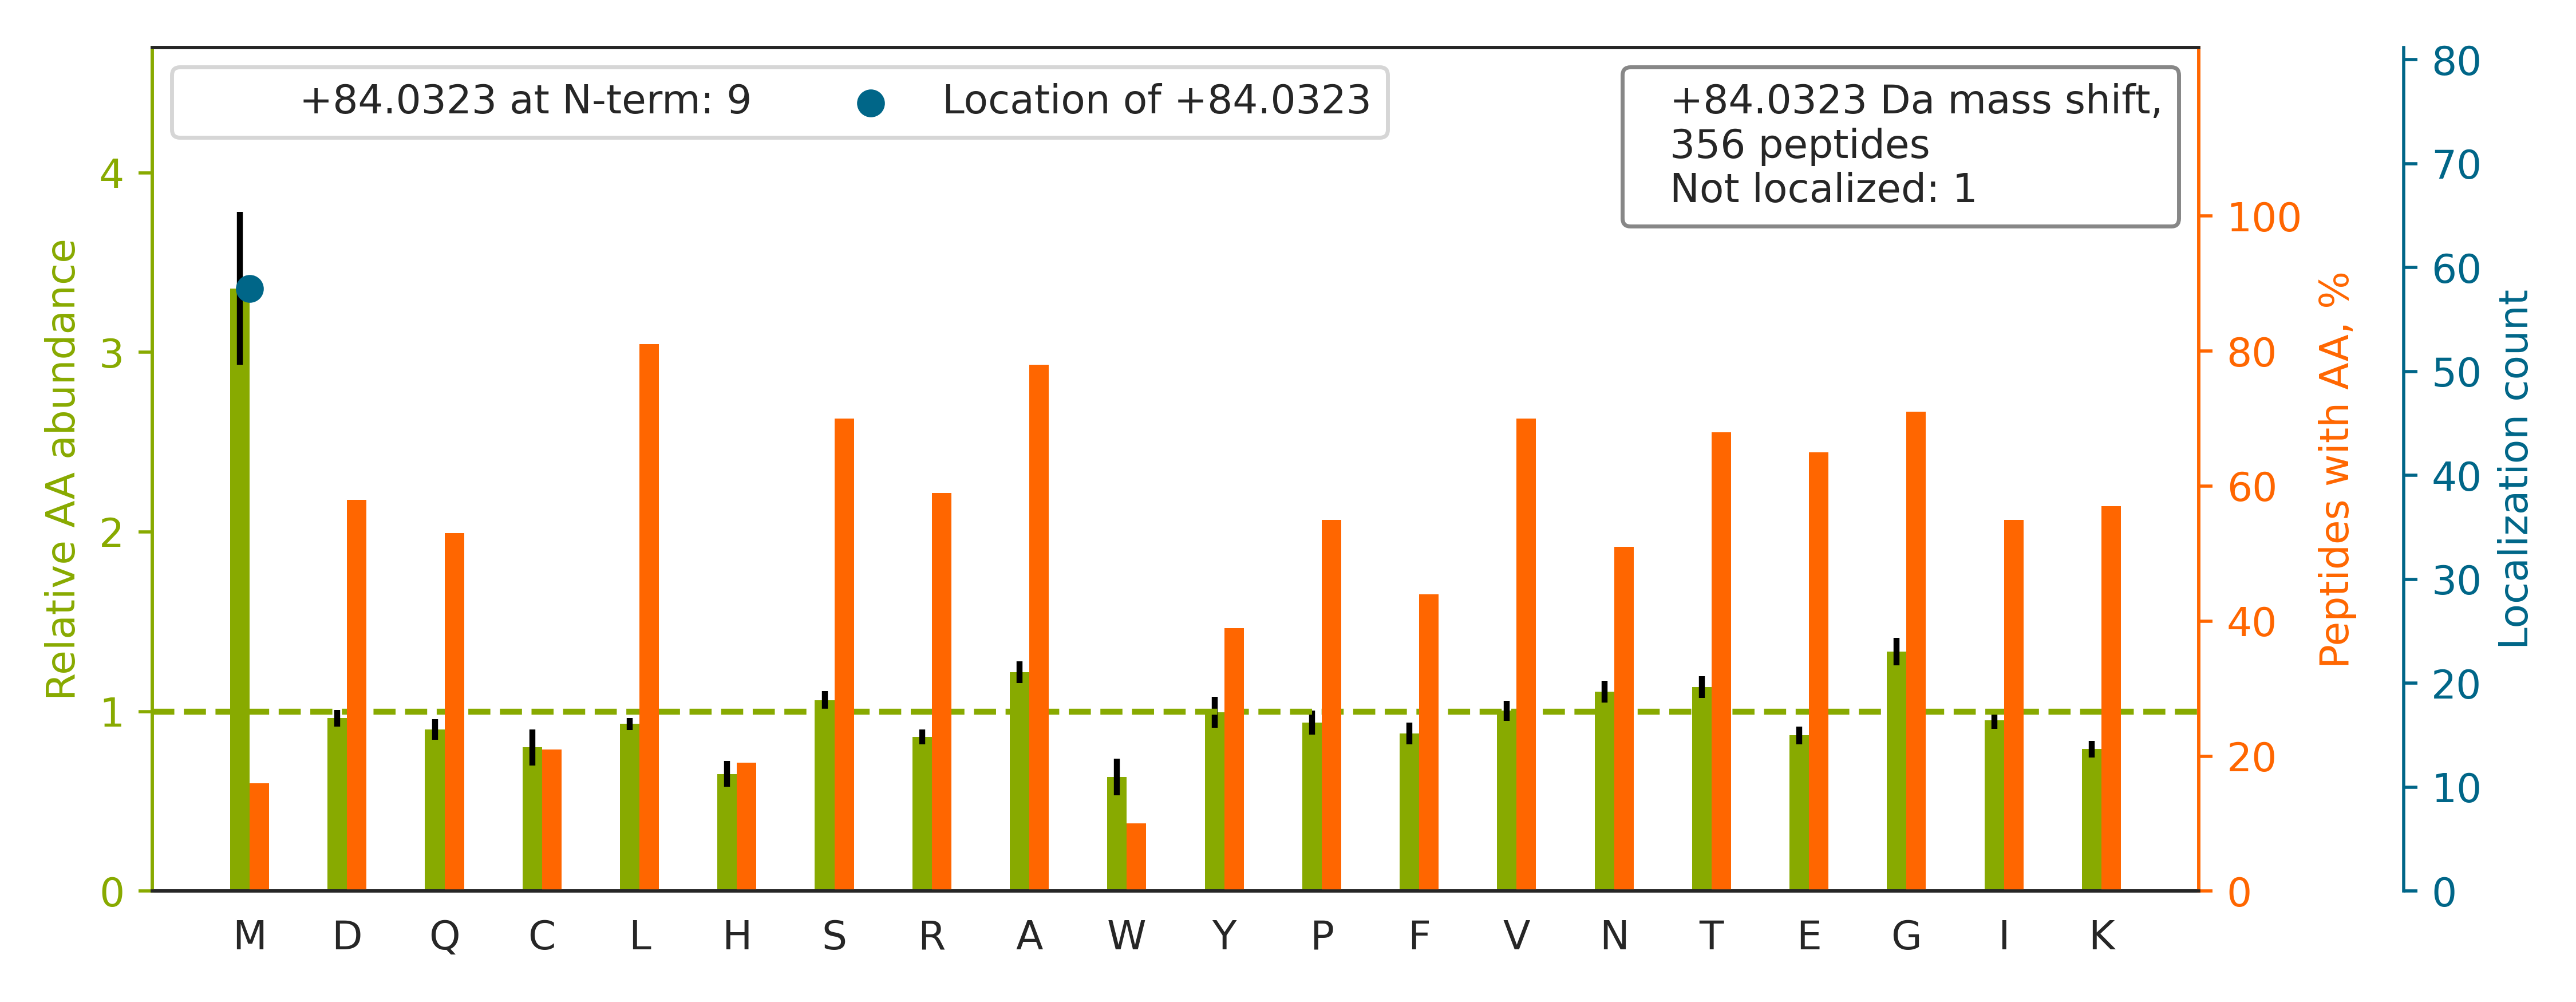 +84.0323 at N-term: 9
Location of +84.0323
+84.0323 Da mass shift,
356 peptides
Not localized: 1
Relative AA abundance
4
3
2
1
0
100
80
60
40
20
0
Peptides with AA, %
80
70
60
50
40
30
20
10
0
Localization count
M D Q C L H S R A W Y P F V N T E G I K